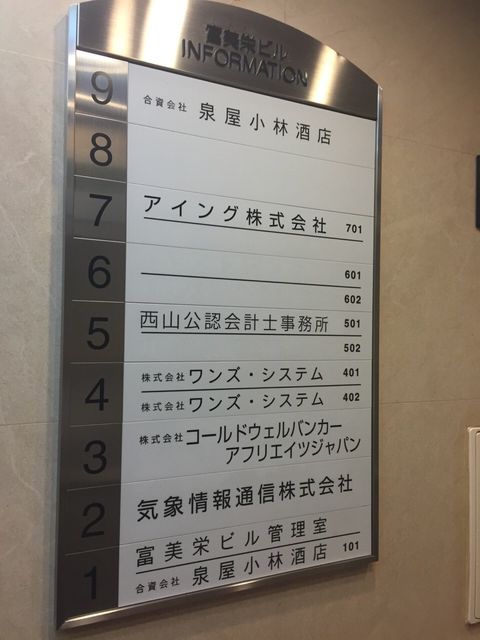 富美栄ビル
INFORMATION
9 合資会社 泉屋小林酒店
8
7 アイング株式会社 701
6 601
602
5 西山公認会計士事務所 501
502
4 株式会社 ワンズ・システム 401
株式会社 ワンズ・システム 402
3 株式会社 コールドウェルバンカー
アフリエイツジャパン
2 気象情報通信株式会社
富美栄ビル管理室
1 合資会社 泉屋小林酒店 101